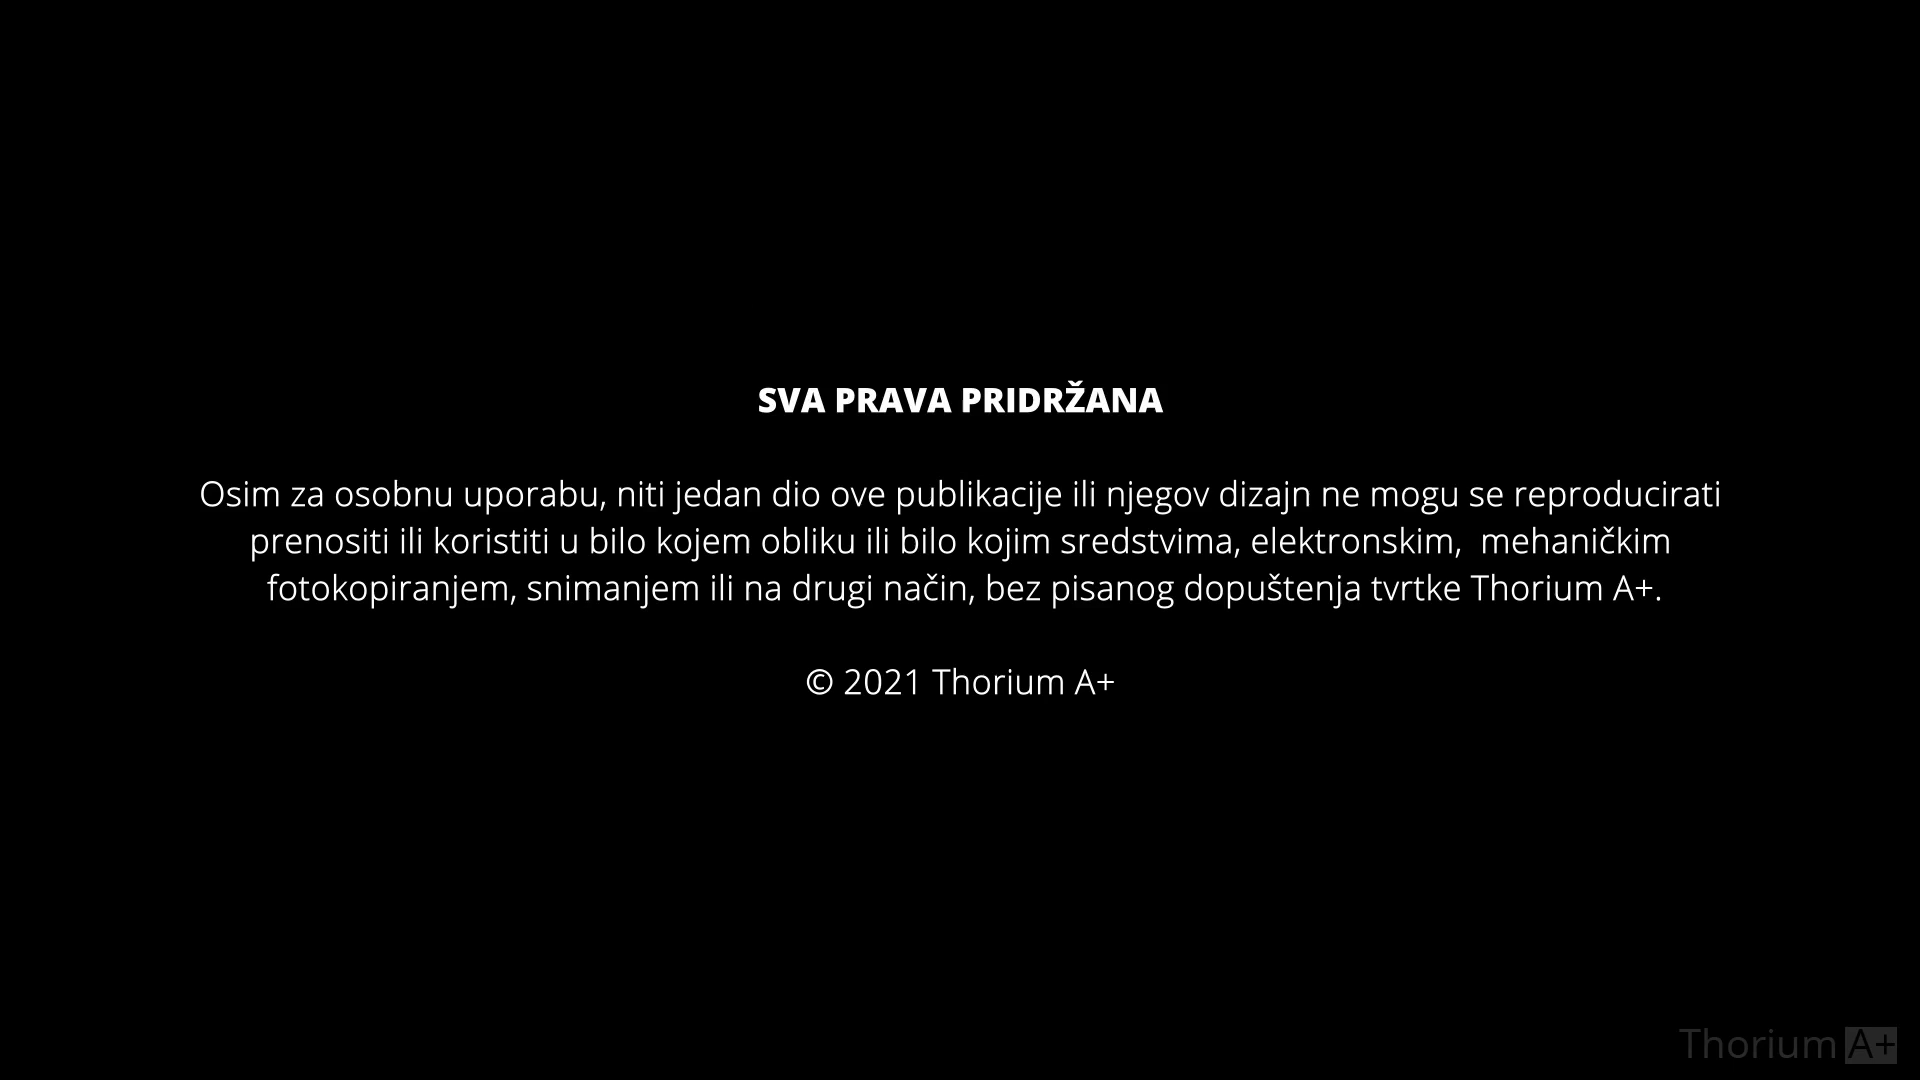 SVA PRAVA PRIDRŽANA
Osim za osobnu uporabu, niti jedan dio ove publikacije ili njegov dizajn ne mogu se reproducirati
prenositi ili koristiti u bilo kojem obliku ili bilo kojim sredstvima, elektronskim,  mehaničkim
fotokopiranjem, snimanjem ili na drugi način, bez pisanog dopuštenja tvrtke Thorium A+.
© 2021 Thorium A+
Thorium A+